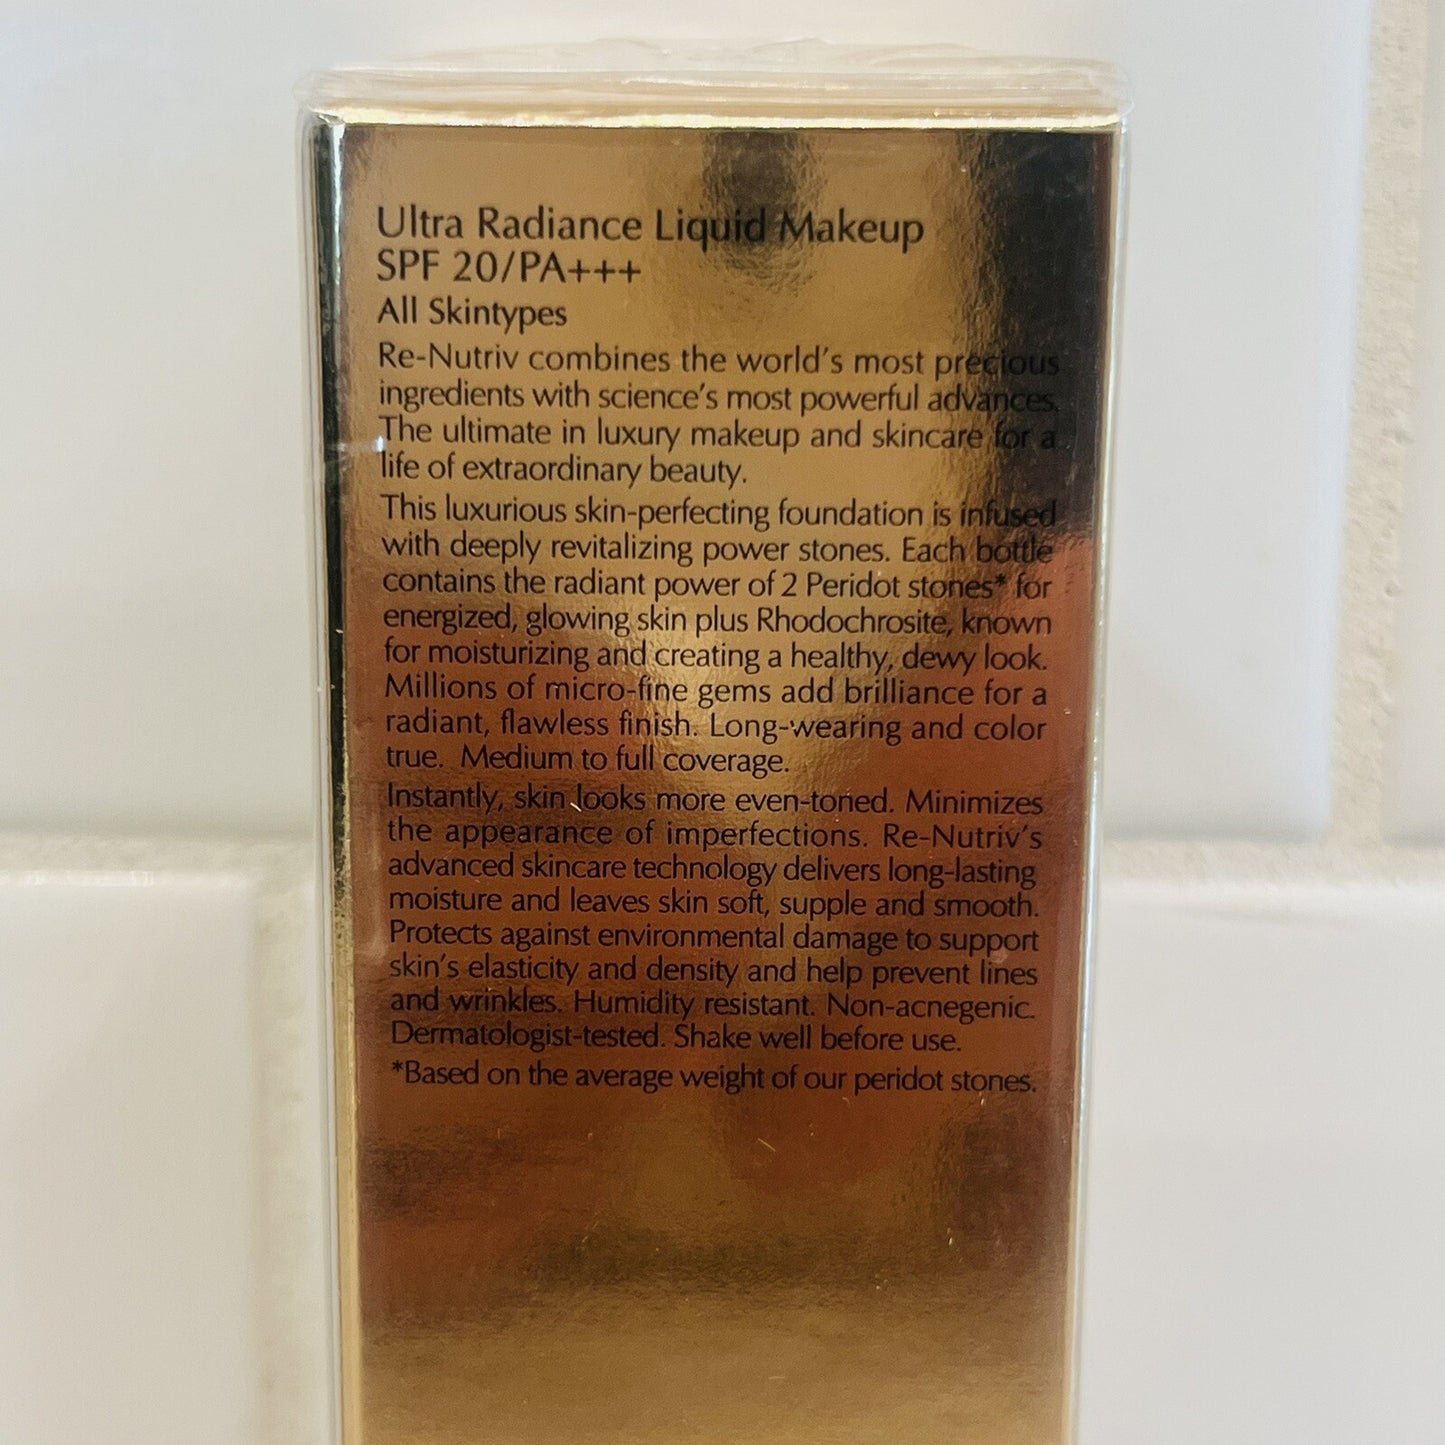 Ultra Radiance Liquid Makeup
SPF 20/PA+++
All Skintypes
Re-Nutriv combines the world's most precious
ingredients with science's most powerful advances.
The ultimate in luxury makeup and skincare for a
life of extraordinary beauty.
This luxurious skin-perfecting foundation is infused
with deeply revitalizing power stones. Each bottle
contains the radiant power of 2 Peridot stones* for
energized, glowing skin plus Rhodochrosite, known
for moisturizing and creating a healthy, dewy look.
Millions of micro-fine gems add brilliance for a
radiant, flawless finish. Long-wearing and color
true. Medium to full coverage.
Instantly, skin looks more even-toned. Minimizes
the appearance of imperfections. Re-Nutriv's
advanced skincare technology delivers long-lasting
moisture and leaves skin soft, supple and smooth.
Protects against environmental damage to support
skin's elasticity and density and help prevent lines
and wrinkles. Humidity resistant. Non-acnegenic.
Dermatologist-tested. Shake well before use.
*Based on the average weight of our peridot stones.